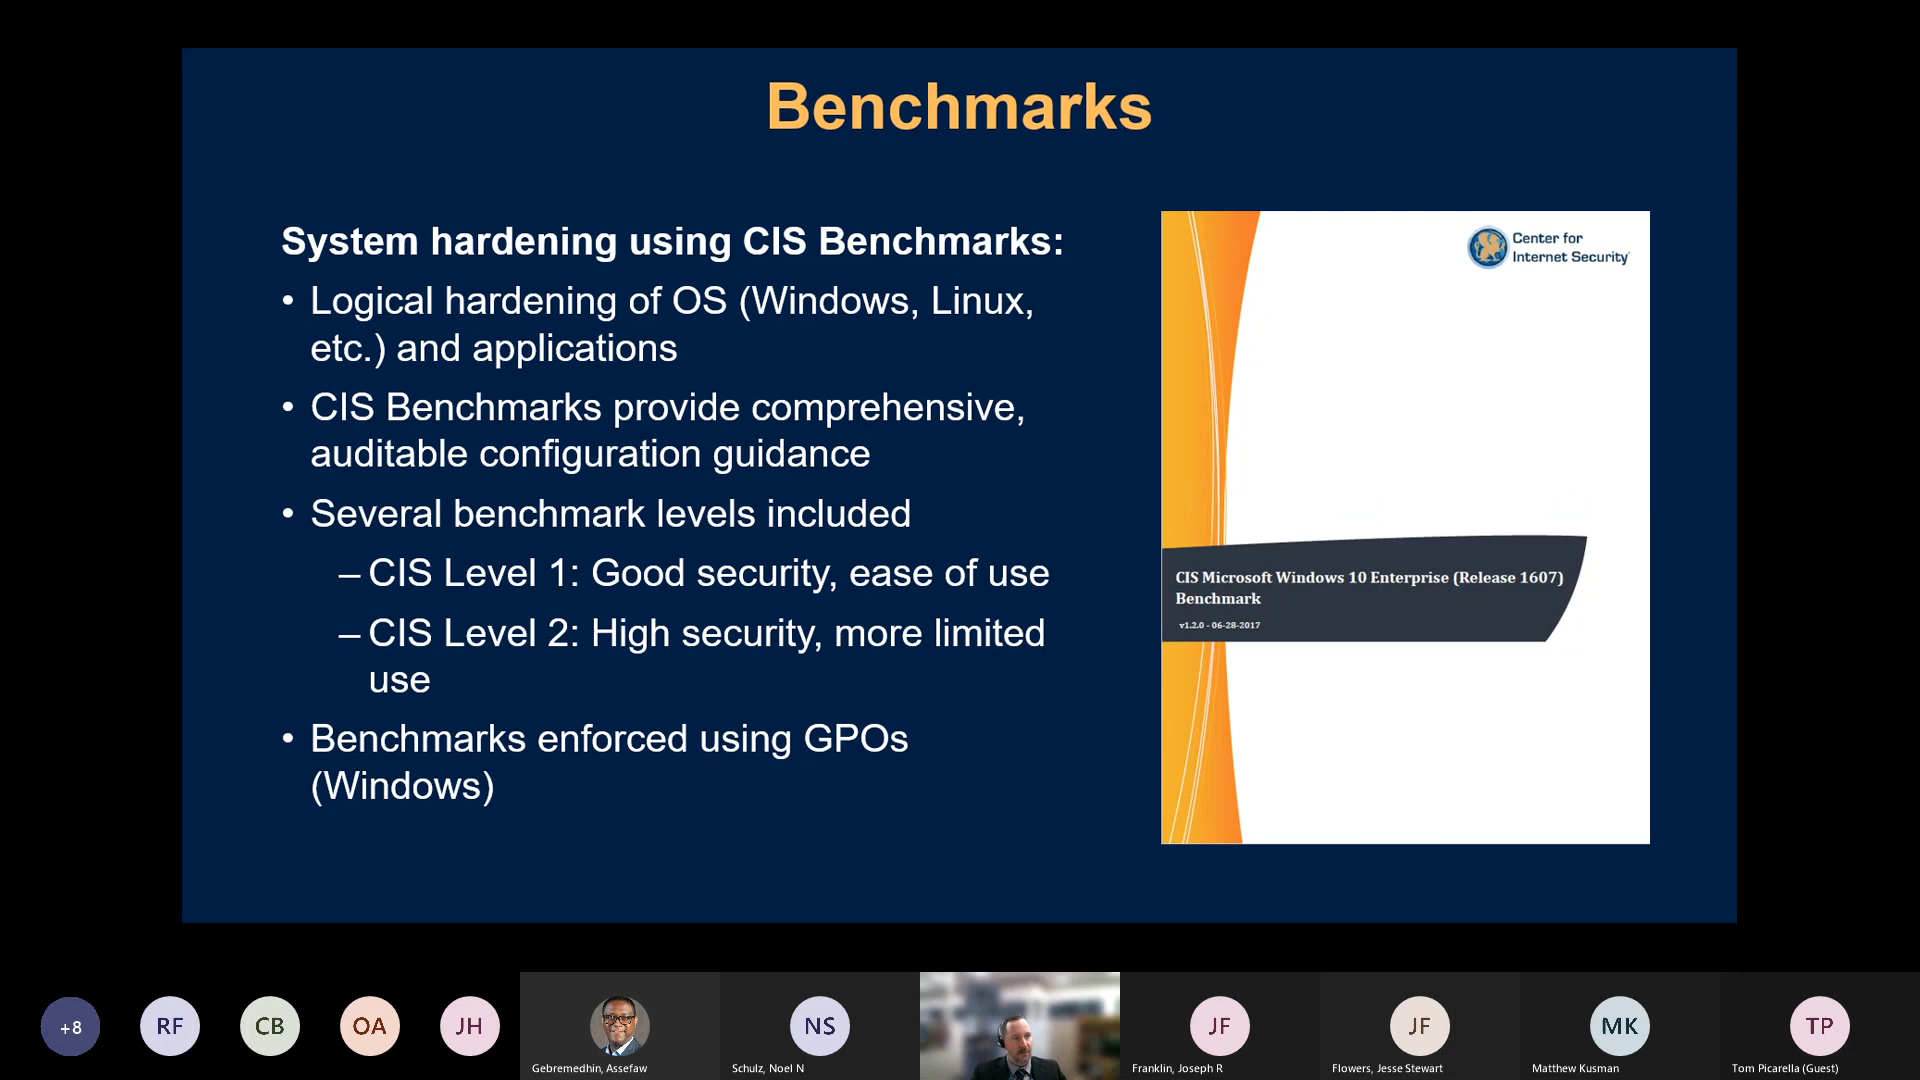 Benchmarks
System hardening using CIS Benchmarks:
• Logical hardening of OS (Windows, Linux,
etc.) and applications
• CIS Benchmarks provide comprehensive,
auditable configuration guidance
• Several benchmark levels included
– CIS Level 1: Good security, ease of use
– CIS Level 2: High security, more limited
use
• Benchmarks enforced using GPOs
(Windows)
Center for
Internet Security
CIS Microsoft Windows 10 Enterprise (Release 1607)
Benchmark
v1.2.0 - 06-28-2017
+8
RF
CB
OA
JH
Gebremedhin, Assefaw
NS
Schulz, Noel N
JF
Franklin, Joseph R
JF
Flowers, Jesse Stewart
MK
Matthew Kusman
TP
Tom Picarella (Guest)